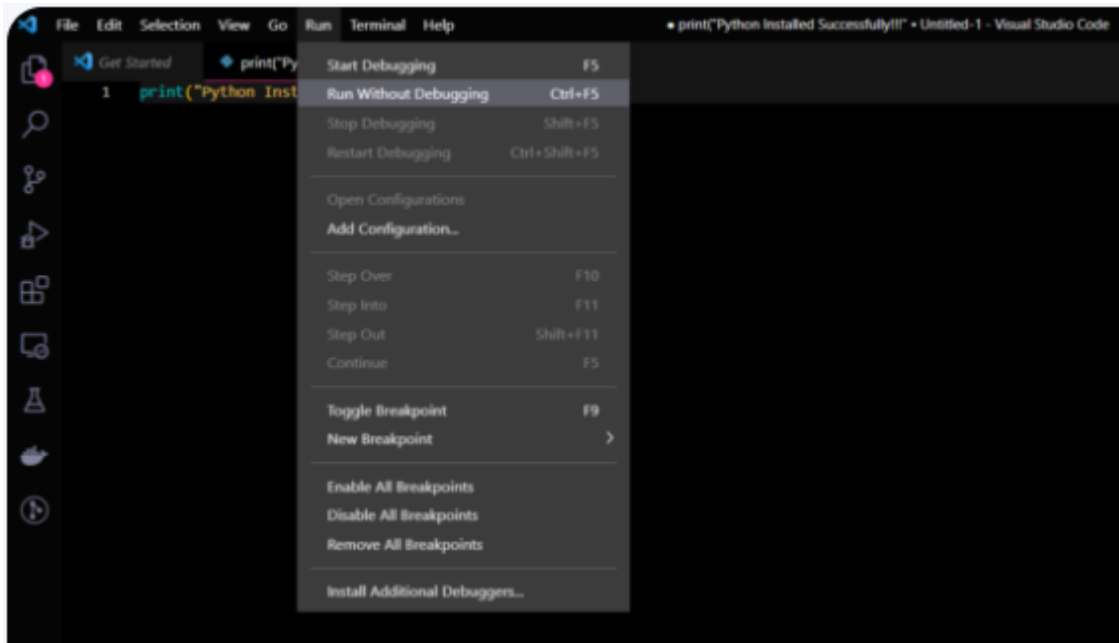 File Edit Selection View Go Run Terminal Help ● print("Python Installed Successfully!!!" • Untitled-1 - Visual Studio Code
Get Started print("Py
1 print("Python Inst
Start Debugging F5
Run Without Debugging Ctrl+F5
Stop Debugging Shift+F5
Restart Debugging Ctrl+Shift+F5
Open Configurations
Add Configuration...
Step Over F10
Step Into F11
Step Out Shift+F11
Continue F5
Toggle Breakpoint F9
New Breakpoint
Enable All Breakpoints
Disable All Breakpoints
Remove All Breakpoints
Install Additional Debuggers...